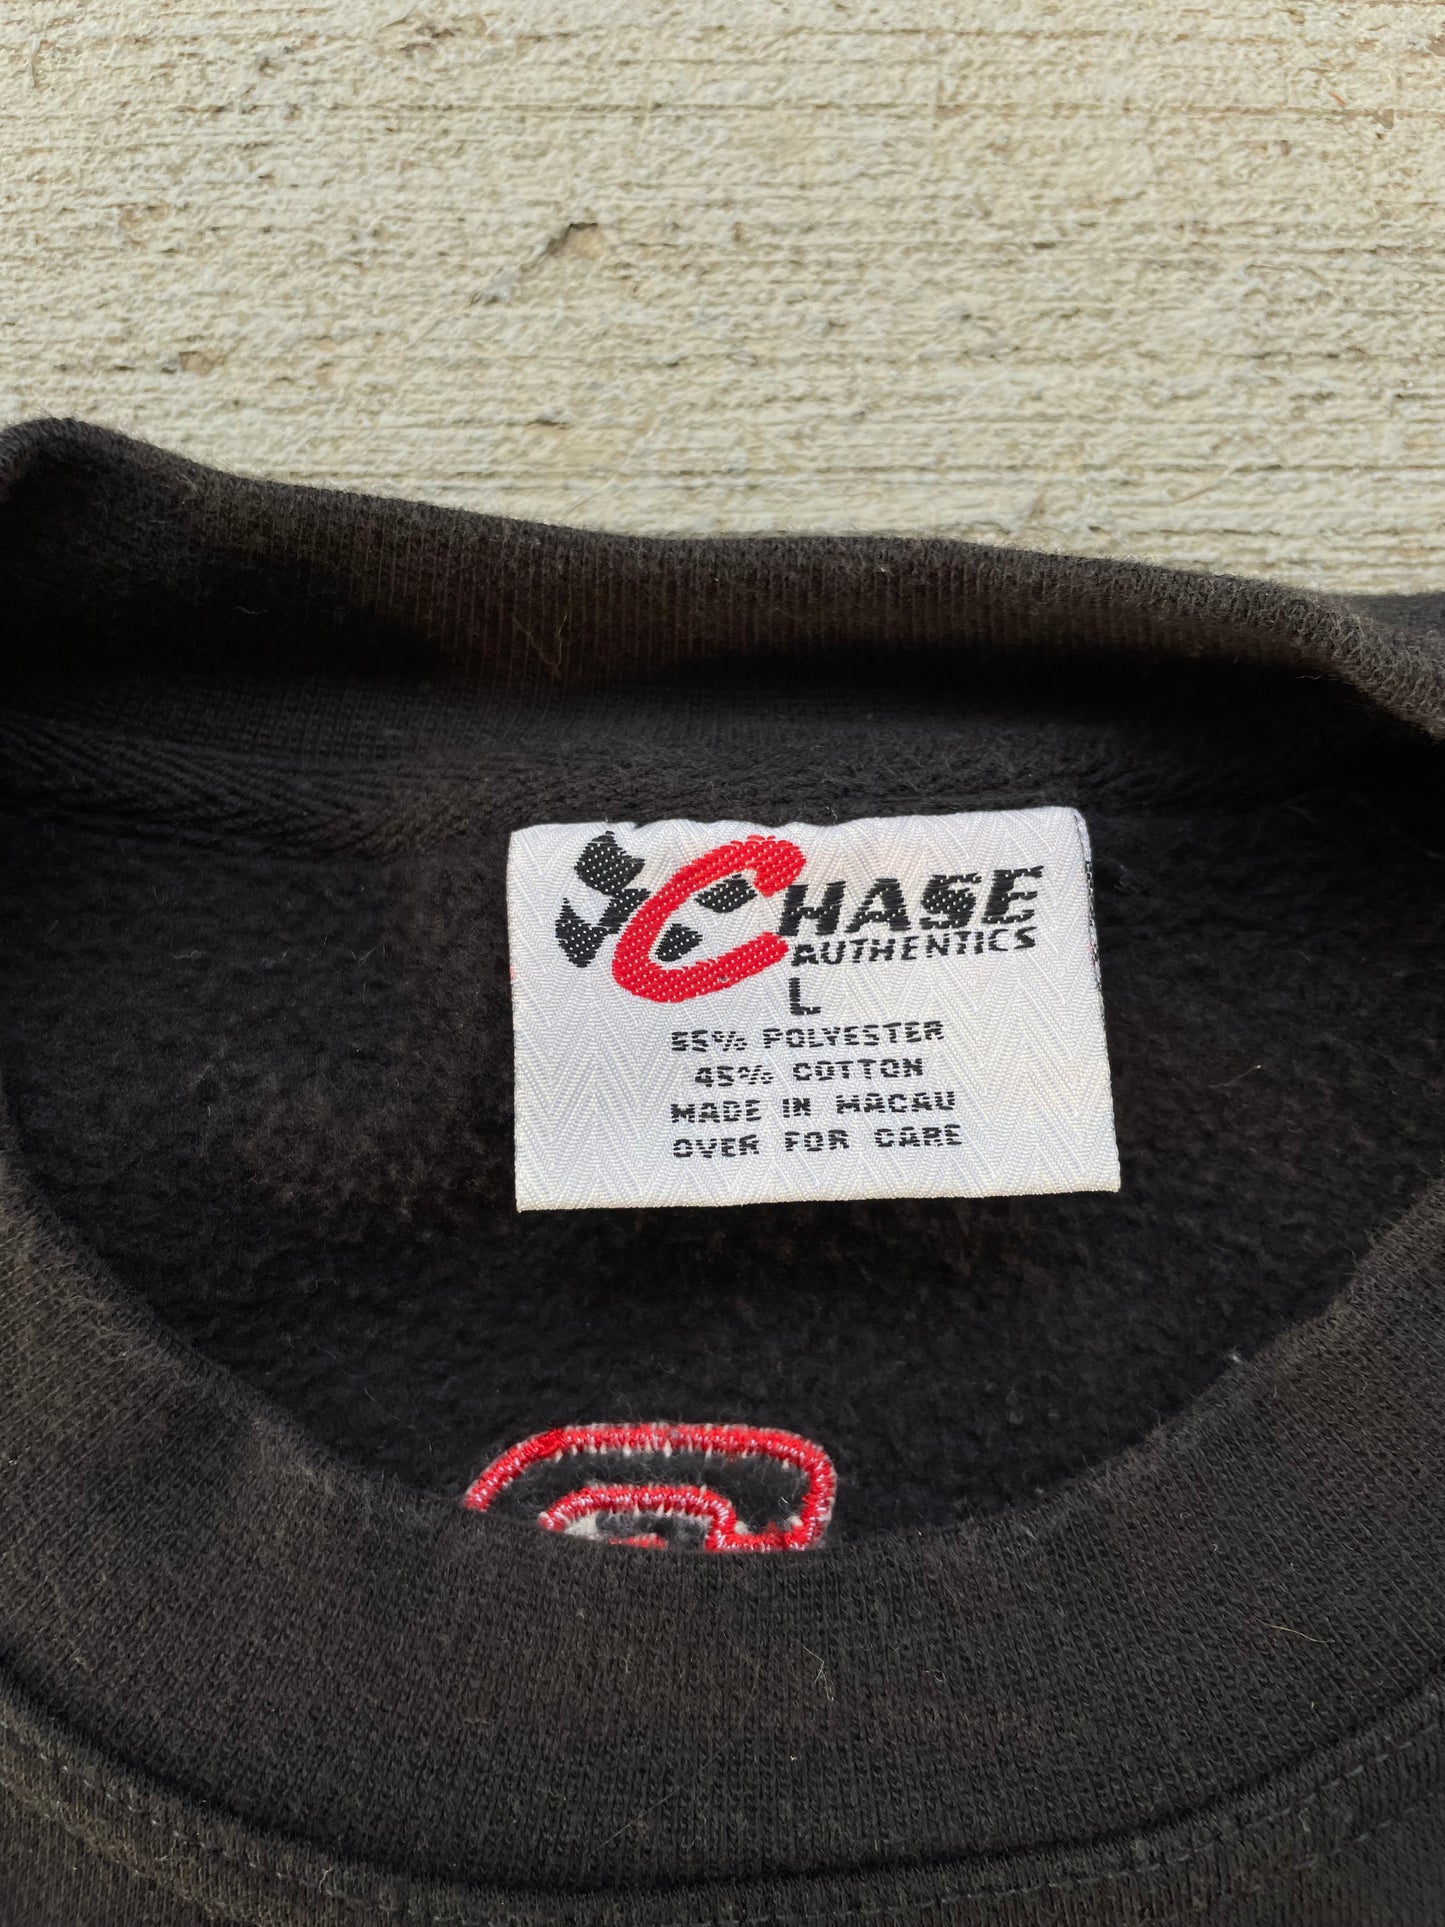 CHASE
AUTHENTICS
L
55% POLYESTER
45% COTTON
MADE IN MACAU
OVER FOR CARE